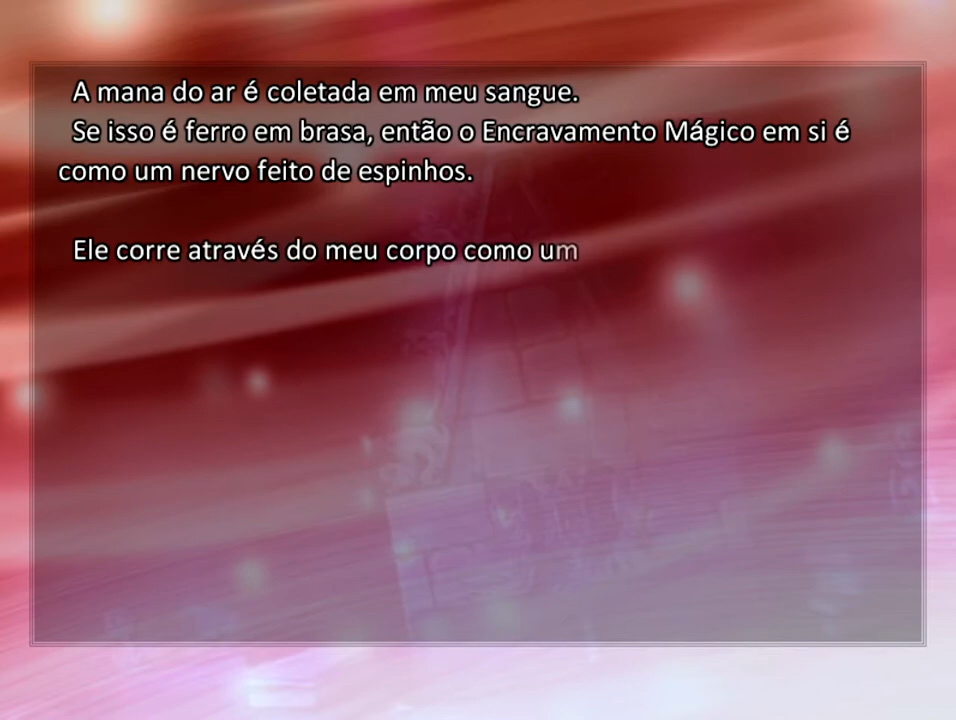 A mana do ar é coletada em meu sangue.
Se isso é ferro em brasa, então o Encravamento Mágico em si é
como um nervo feito de espinhos.
Ele corre através do meu corpo como um